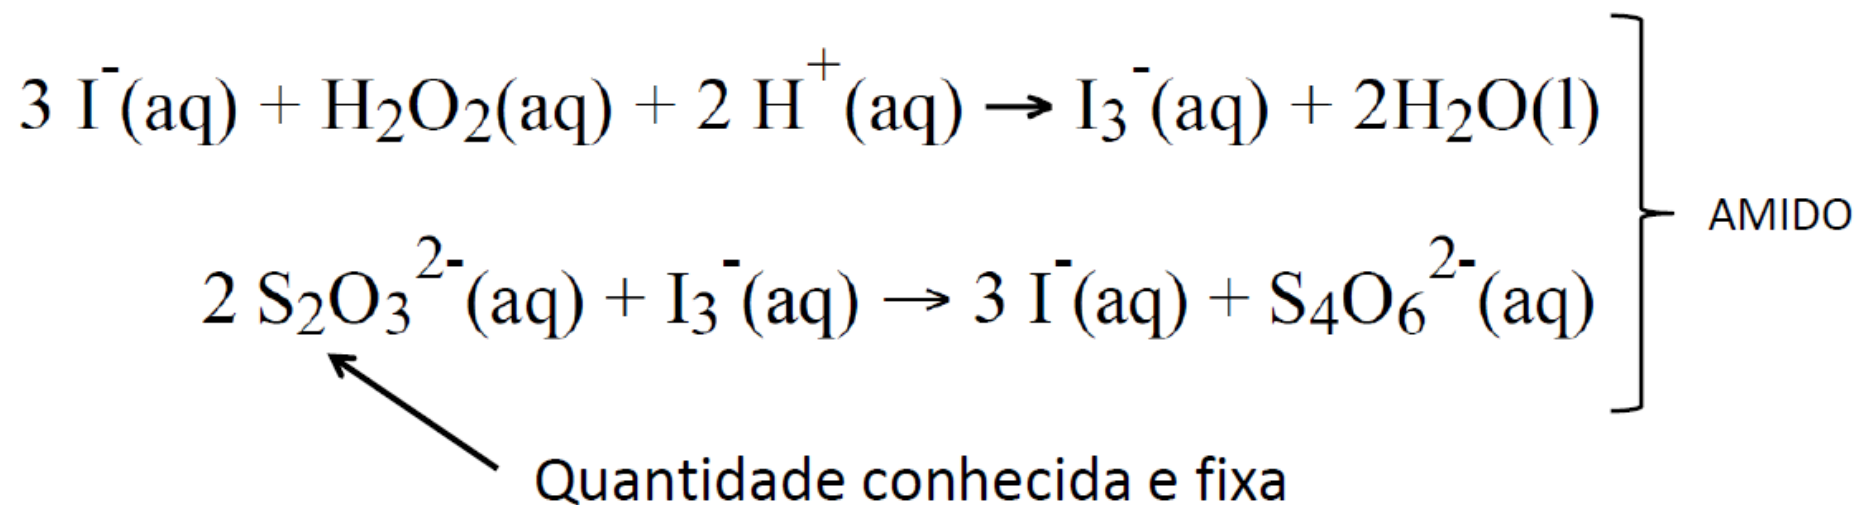 3 I⁻(aq) + H₂O₂(aq) + 2 H⁺(aq) → I₃⁻(aq) + 2H₂O(l)
AMIDO
2 S₂O₃²⁻(aq) + I₃⁻(aq) → 3 I⁻(aq) + S₄O₆²⁻(aq)
Quantidade conhecida e fixa